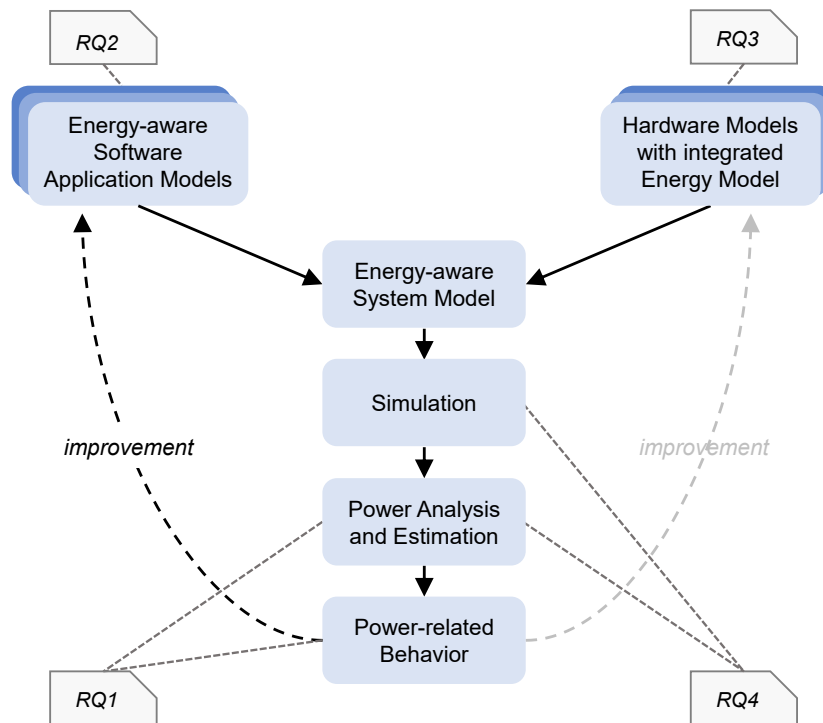 RQ2
RQ3
Energy-aware
Software
Application Models
Hardware Models
with integrated
Energy Model
Energy-aware
System Model
Simulation
improvement
improvement
Power Analysis
and Estimation
Power-related
Behavior
RQ1
RQ4